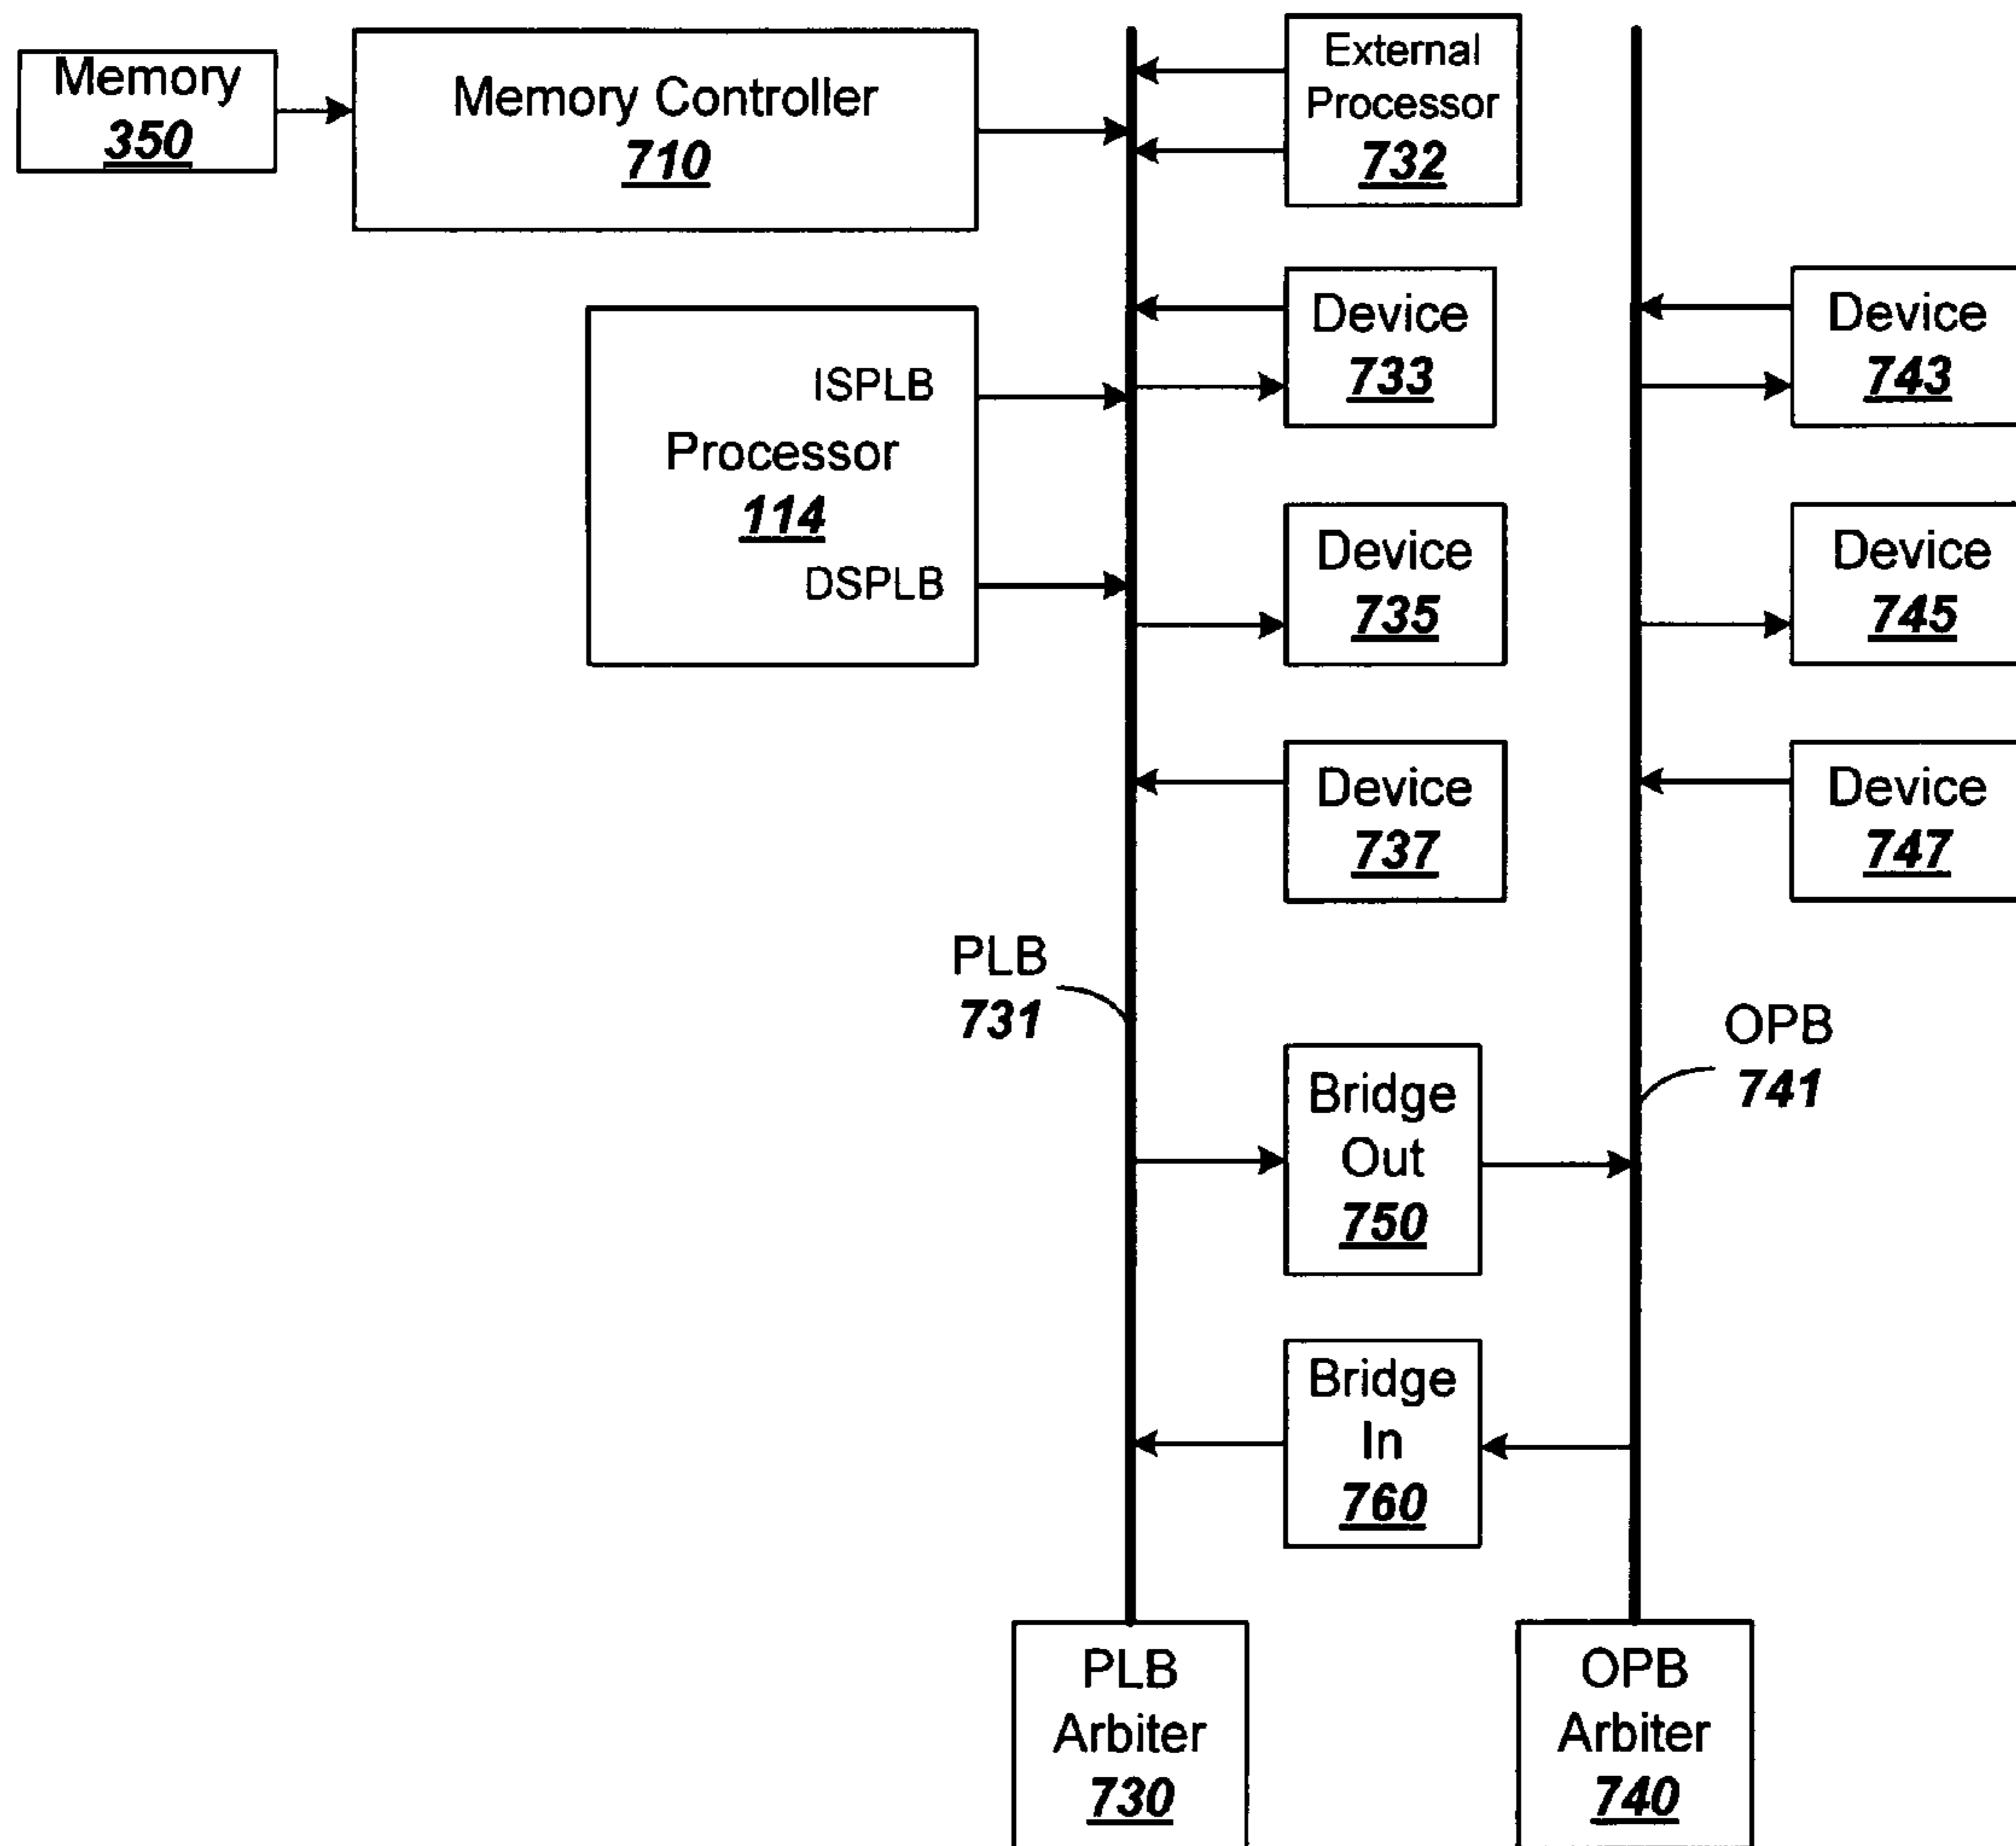 Memory
350
Memory Controller
710
External
Processor
732
ISPLB
Processor
114
DSPLB
Device
733
Device
743
Device
735
Device
745
Device
737
Device
747
PLB
731
OPB
741
Bridge
Out
750
Bridge
In
760
PLB
Arbiter
730
OPB
Arbiter
740